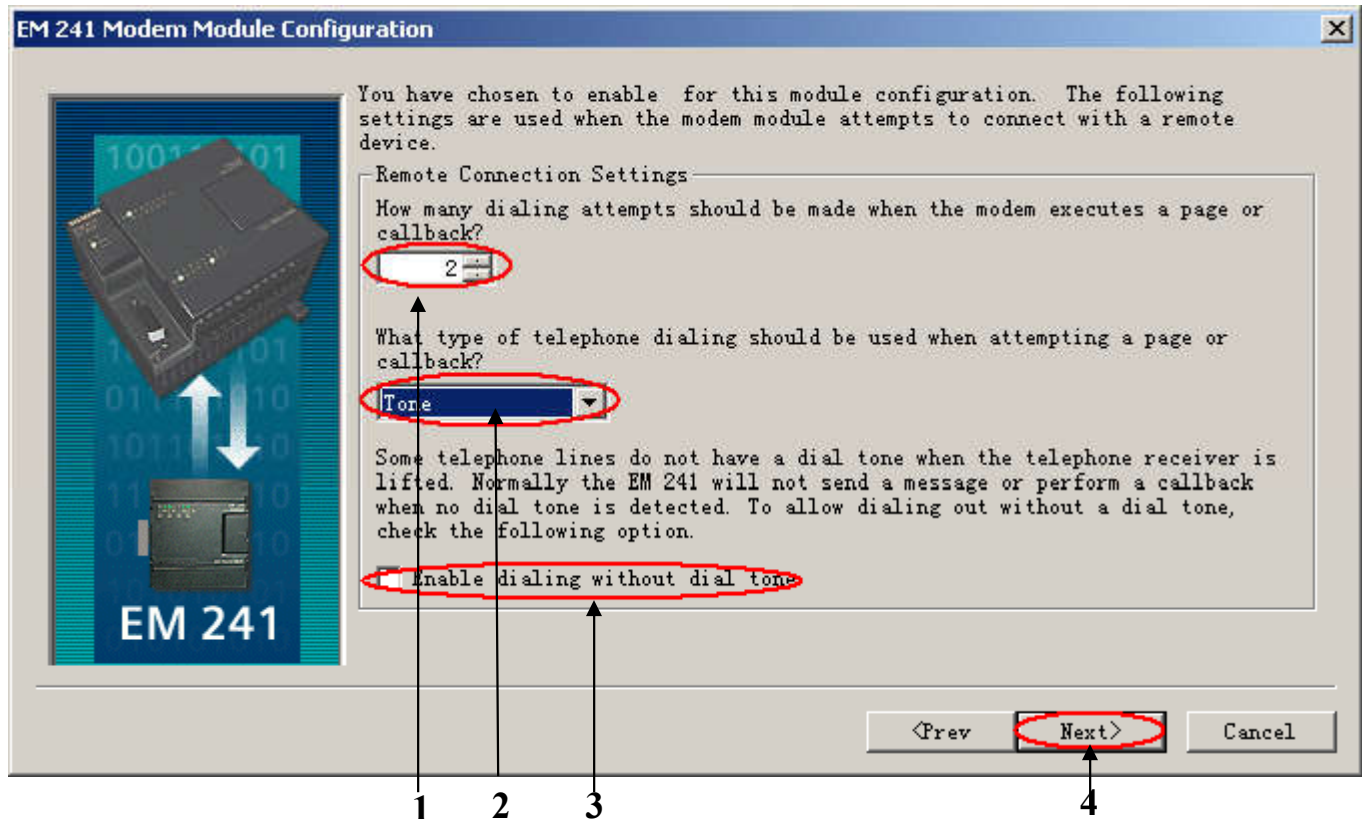 EM 241 Modem Module Configuration
You have chosen to enable for this module configuration. The following
settings are used when the modem module attempts to connect with a remote
device.
Remote Connection Settings
How many dialing attempts should be made when the modem executes a page or
callback?
2
What type of telephone dialing should be used when attempting a page or
callback?
Tone
Some telephone lines do not have a dial tone when the telephone receiver is
lifted. Normally the EM 241 will not send a message or perform a callback
when no dial tone is detected. To allow dialing out without a dial tone,
check the following option.
Enable dialing without dial tone
EM 241
<Prev
Next>
Cancel
1
2
3
4